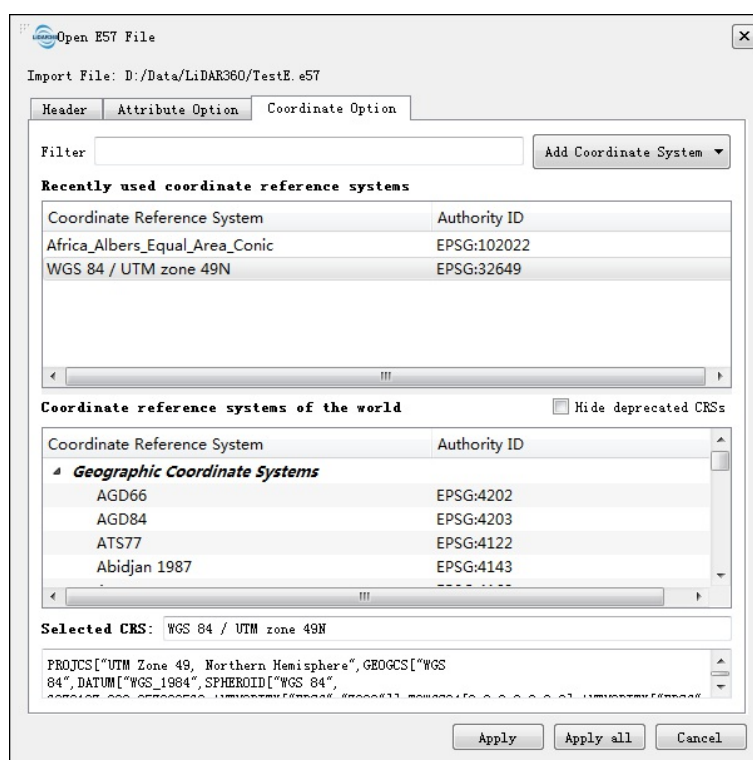 Open E57 File
Import File: D:/Data/LiDAR360/TestE.e57
Header Attribute Option Coordinate Option
Filter Add Coordinate System
Recently used coordinate reference systems
Coordinate Reference System Authority ID
Africa_Albers_Equal_Area_Conic EPSG:102022
WGS 84 / UTM zone 49N EPSG:32649
Coordinate reference systems of the world Hide deprecated CRSs
Coordinate Reference System Authority ID
Geographic Coordinate Systems
AGD66 EPSG:4202
AGD84 EPSG:4203
ATS77 EPSG:4122
Abidjan 1987 EPSG:4143
Selected CRS: WGS 84 / UTM zone 49N
PROJCS["UTM Zone 49, Northern Hemisphere",GEOGCS["WGS
84",DATUM["WGS_1984",SPHEROID["WGS 84",
Apply Apply all Cancel